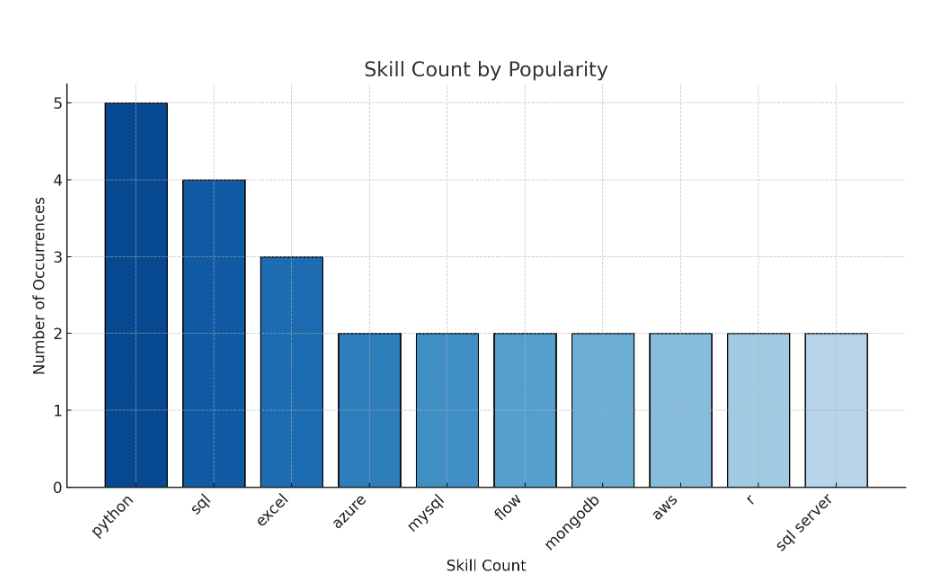 Skill Count by Popularity
Number of Occurrences
5
4
3
2
1
0
python
sql
excel
azure
mysql
flow
mongodb
aws
r
sql server
Skill Count